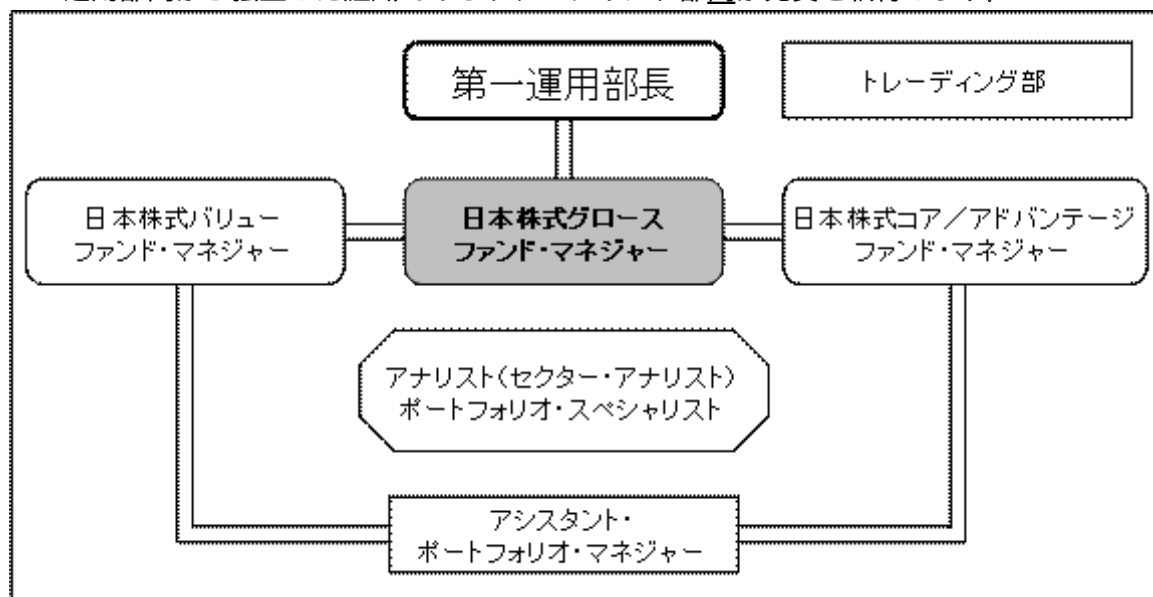 第一運用部長
トレーディング部
日本株式バリュー
ファンド・マネジャー
日本株式グロース
ファンド・マネジャー
日本株式コア／アドバンテージ
ファンド・マネジャー
アナリスト(セクター・アナリスト)
ポートフォリオ・スペシャリスト
アシスタント・
ポートフォリオ・マネジャー